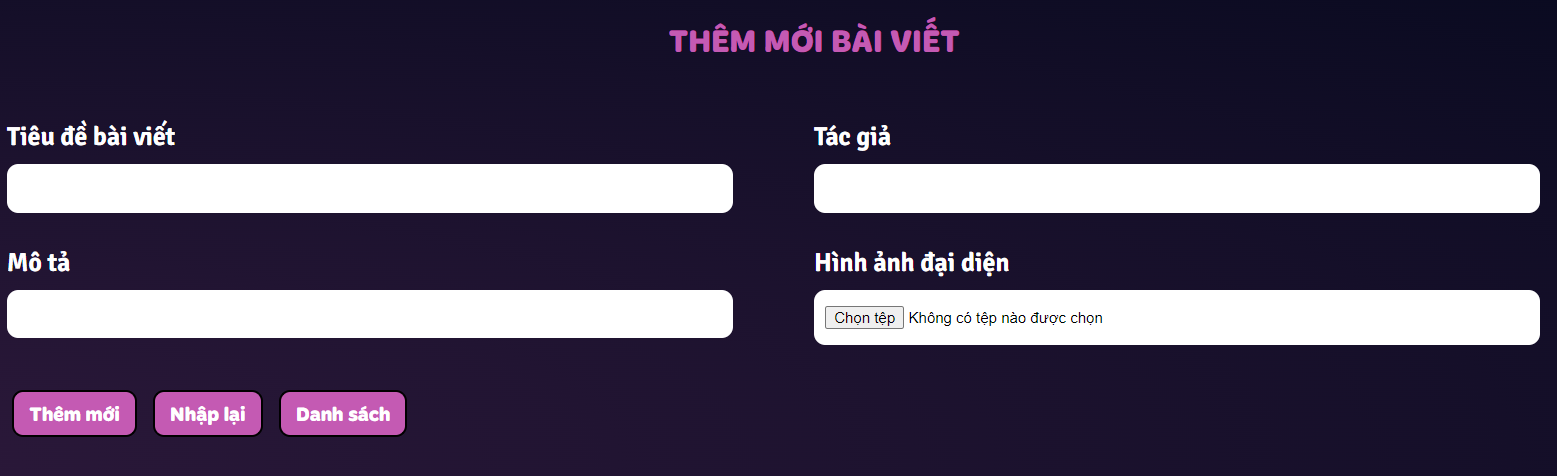 THÊM MỚI BÀI VIẾT
Tiêu đề bài viết
Tác giả
Mô tả
Hình ảnh đại diện
Chọn tệp Không có tệp nào được chọn
Thêm mới
Nhập lại
Danh sách